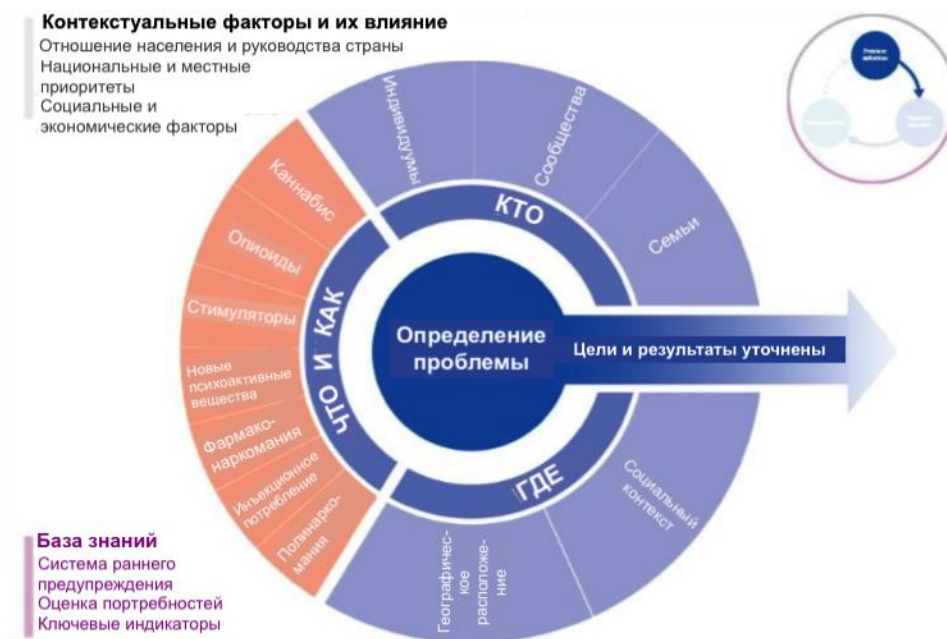 Контекстуальные факторы и их влияние
Отношение населения и руководства страны
Национальные и местные
приоритеты
Социальные и
экономические факторы
Индивидуумы
Сообщества
Семьи
КТО
Каннабис
Опиоиды
Стимуляторы
Новые
психоактивные
вещества
Фармако-
наркомания
Инъекционное
потребление
Полинарко-
мания
ЧТО И КАК
Определение
проблемы
Цели и результаты уточнены
ГДЕ
Социальный
контекст
Географичес-
кое
расположе-
ние
База знаний
Система раннего
предупреждения
Оценка портребностей
Ключевые индикаторы